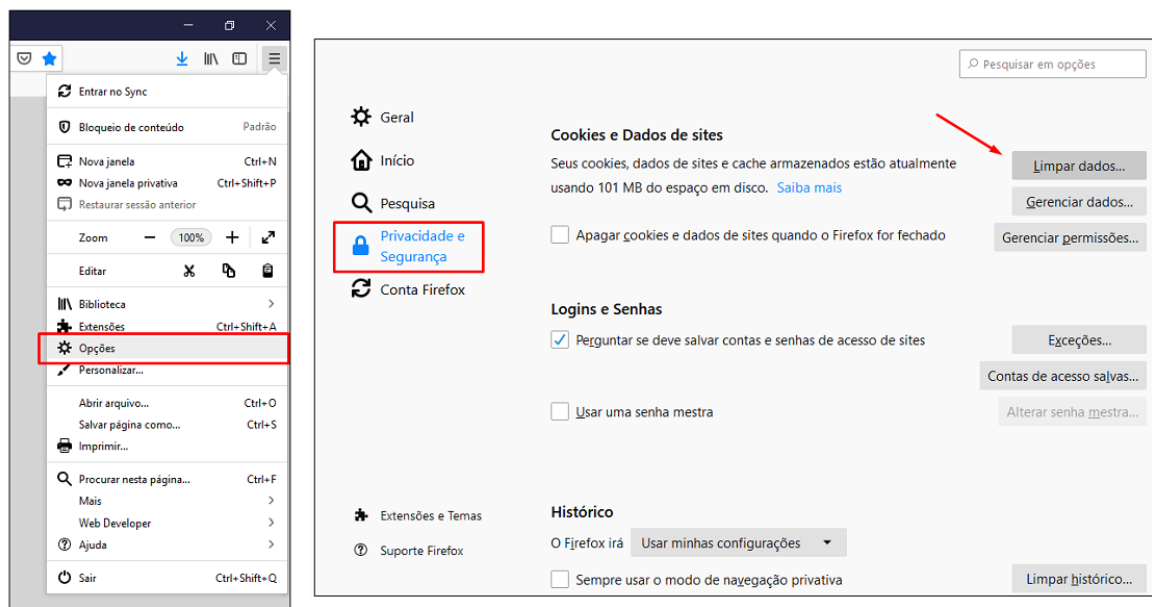 Entrar no Sync
Bloqueio de conteúdo Padrão
Nova janela Ctrl+N
Nova janela privativa Ctrl+Shift+P
Restaurar sessão anterior
Zoom 100%
Editar
Biblioteca
Extensões Ctrl+Shift+A
Opções
Personalizar...
Abrir arquivo... Ctrl+O
Salvar página como... Ctrl+S
Imprimir...
Procurar nesta página... Ctrl+F
Mais
Web Developer
Ajuda
Sair Ctrl+Shift+Q
Pesquisar em opções
Geral
Início
Pesquisa
Privacidade e
Segurança
Conta Firefox
Extensões e Temas
Suporte Firefox
Cookies e Dados de sites
Seus cookies, dados de sites e cache armazenados estão atualmente
usando 101 MB do espaço em disco. Saiba mais
Limpar dados...
Gerenciar dados...
Apagar cookies e dados de sites quando o Firefox for fechado
Gerenciar permissões...
Logins e Senhas
Perguntar se deve salvar contas e senhas de acesso de sites
Exceções...
Contas de acesso salvas...
Usar uma senha mestra
Alterar senha mestra...
Histórico
O Firefox irá Usar minhas configurações
Sempre usar o modo de navegação privativa
Limpar histórico...